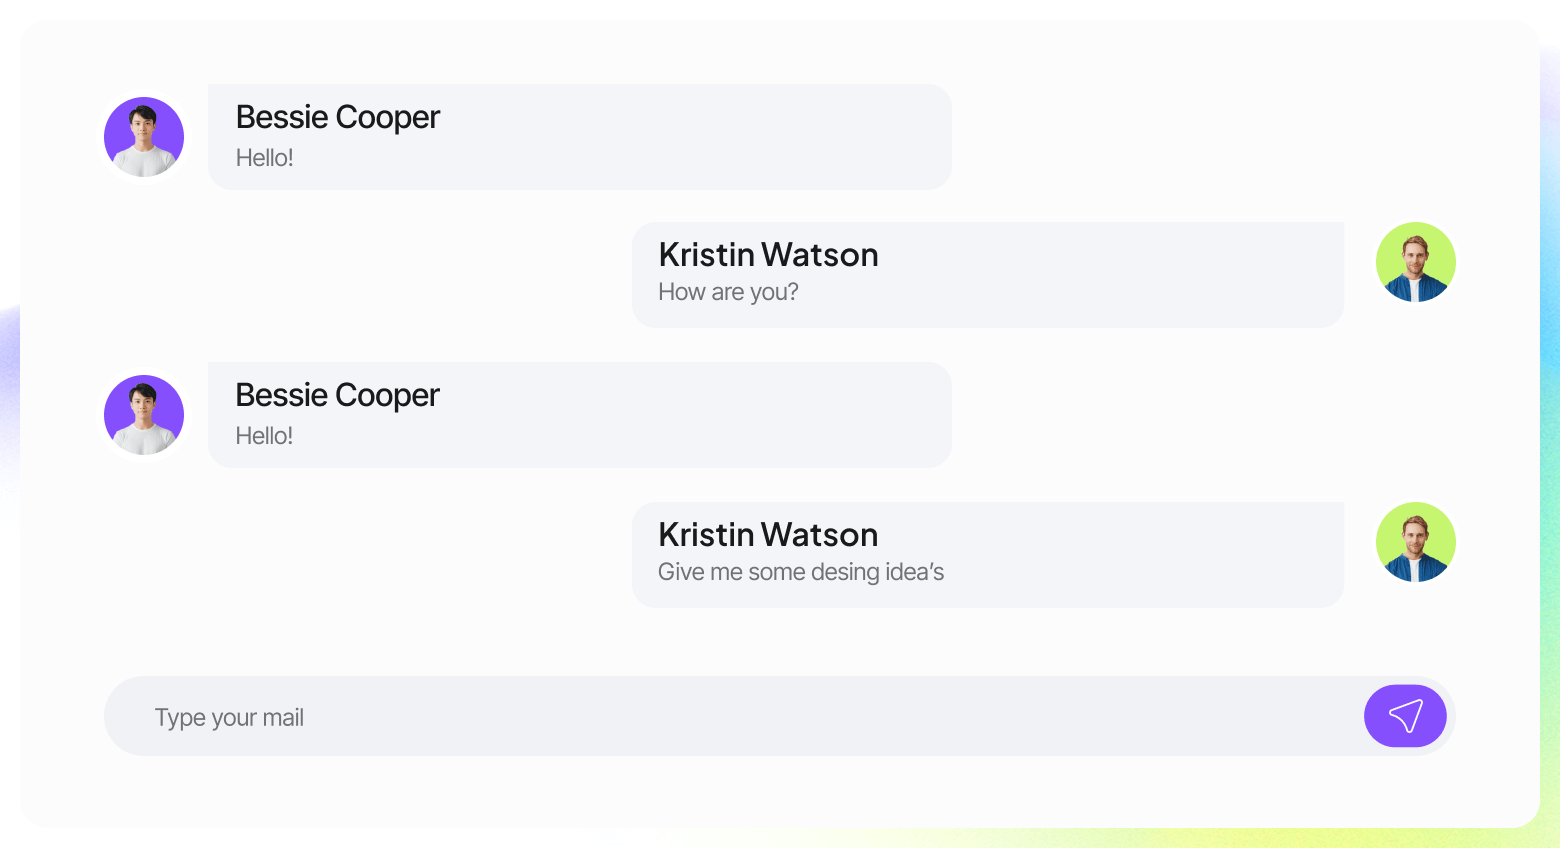 Bessie Cooper
Hello!
Kristin Watson
How are you?
Bessie Cooper
Hello!
Kristin Watson
Give me some desing idea’s
Type your mail